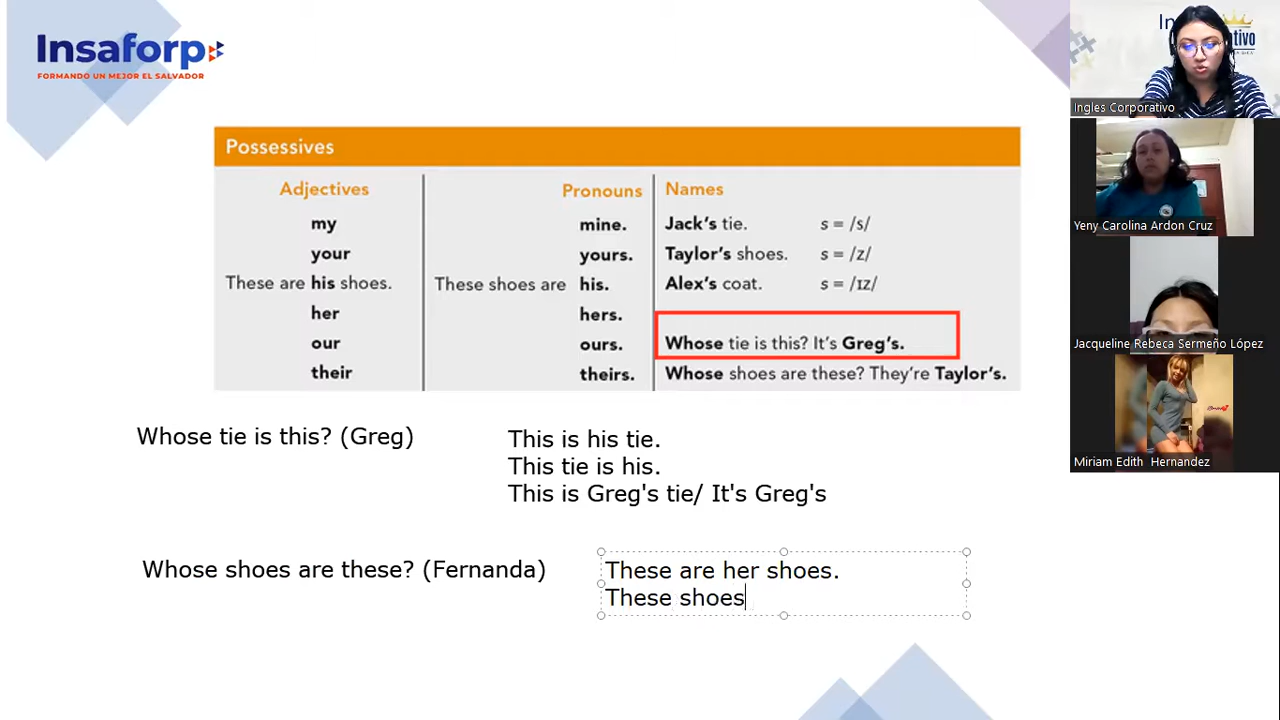 Insaforp
FORMANDO UN MEJOR EL SALVADOR
Possessives
Adjectives
my
your
These are his shoes.
her
our
their
Pronouns
mine.
yours.
These shoes are his.
hers.
ours.
theirs.
Names
Jack's tie. s = /s/
Taylor's shoes. s = /z/
Alex's coat. s = /ɪz/
Whose tie is this? It's Greg's.
Whose shoes are these? They're Taylor's.
Whose tie is this? (Greg)
This is his tie.
This tie is his.
This is Greg's tie/ It's Greg's
Whose shoes are these? (Fernanda)
These are her shoes.
These shoes
Ingles Corporativo
Yeny Carolina Ardon Cruz
Jacqueline Rebeca Sermeño López
Miriam Edith Hernandez